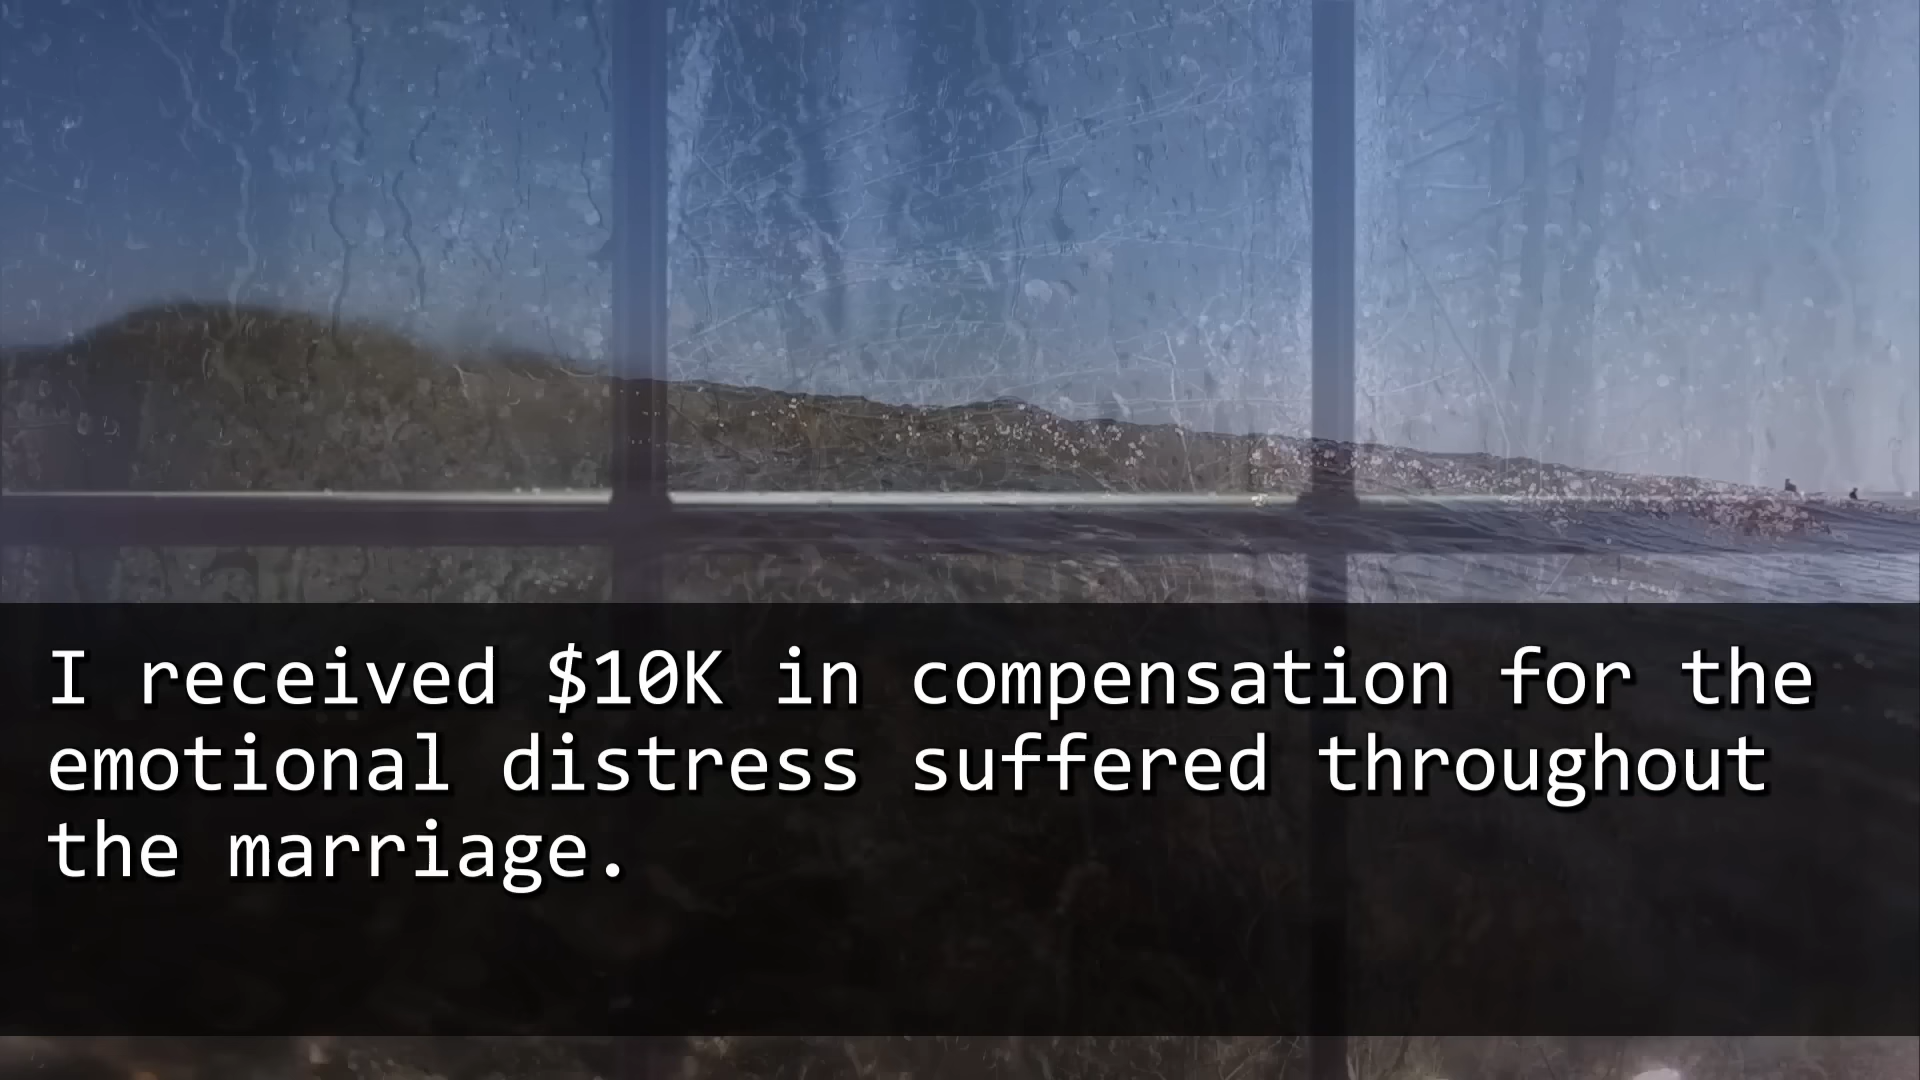 I received $10K in compensation for the
emotional distress suffered throughout
the marriage.